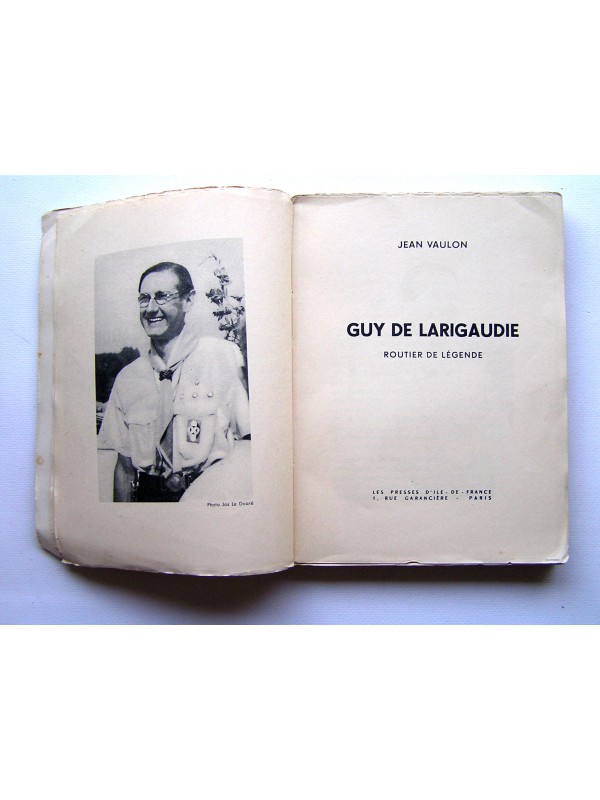 Photo Jos Le Doaré
JEAN VAULON
GUY DE LARIGAUDIE
ROUTIER DE LÉGENDE
LES PRESSES D'ILE-DE-FRANCE
1, RUE GARANCIÈRE - PARIS